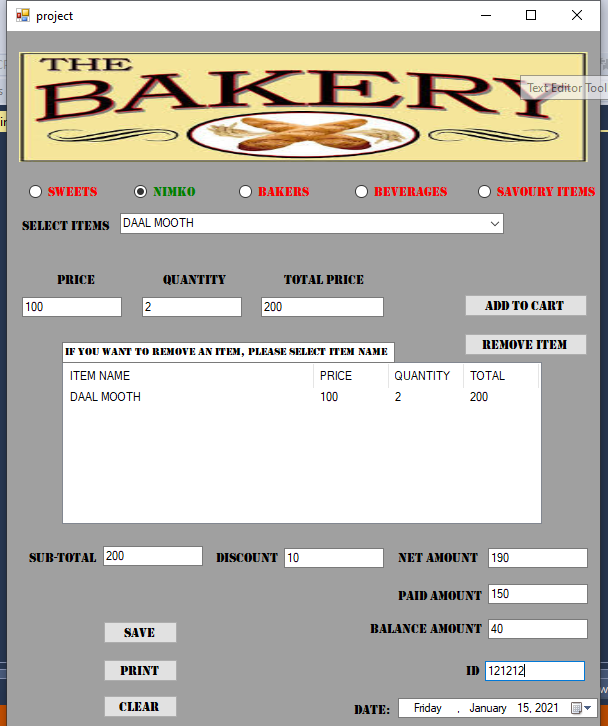 project
THE
BAKERY
Text Editor Tool
SWEETS NIMKO BAKERS BEVERAGES SAVOURY ITEMS
SELECT ITEMS DAAL MOOTH
PRICE QUANTITY TOTAL PRICE
100 2 200 ADD TO CART
REMOVE ITEM
IF YOU WANT TO REMOVE AN ITEM, PLEASE SELECT ITEM NAME
ITEM NAME PRICE QUANTITY TOTAL
DAAL MOOTH 100 2 200
SUB-TOTAL 200 DISCOUNT 10 NET AMOUNT 190
PAID AMOUNT 150
SAVE BALANCE AMOUNT 40
PRINT ID 121212
CLEAR DATE: Friday , January 15, 2021